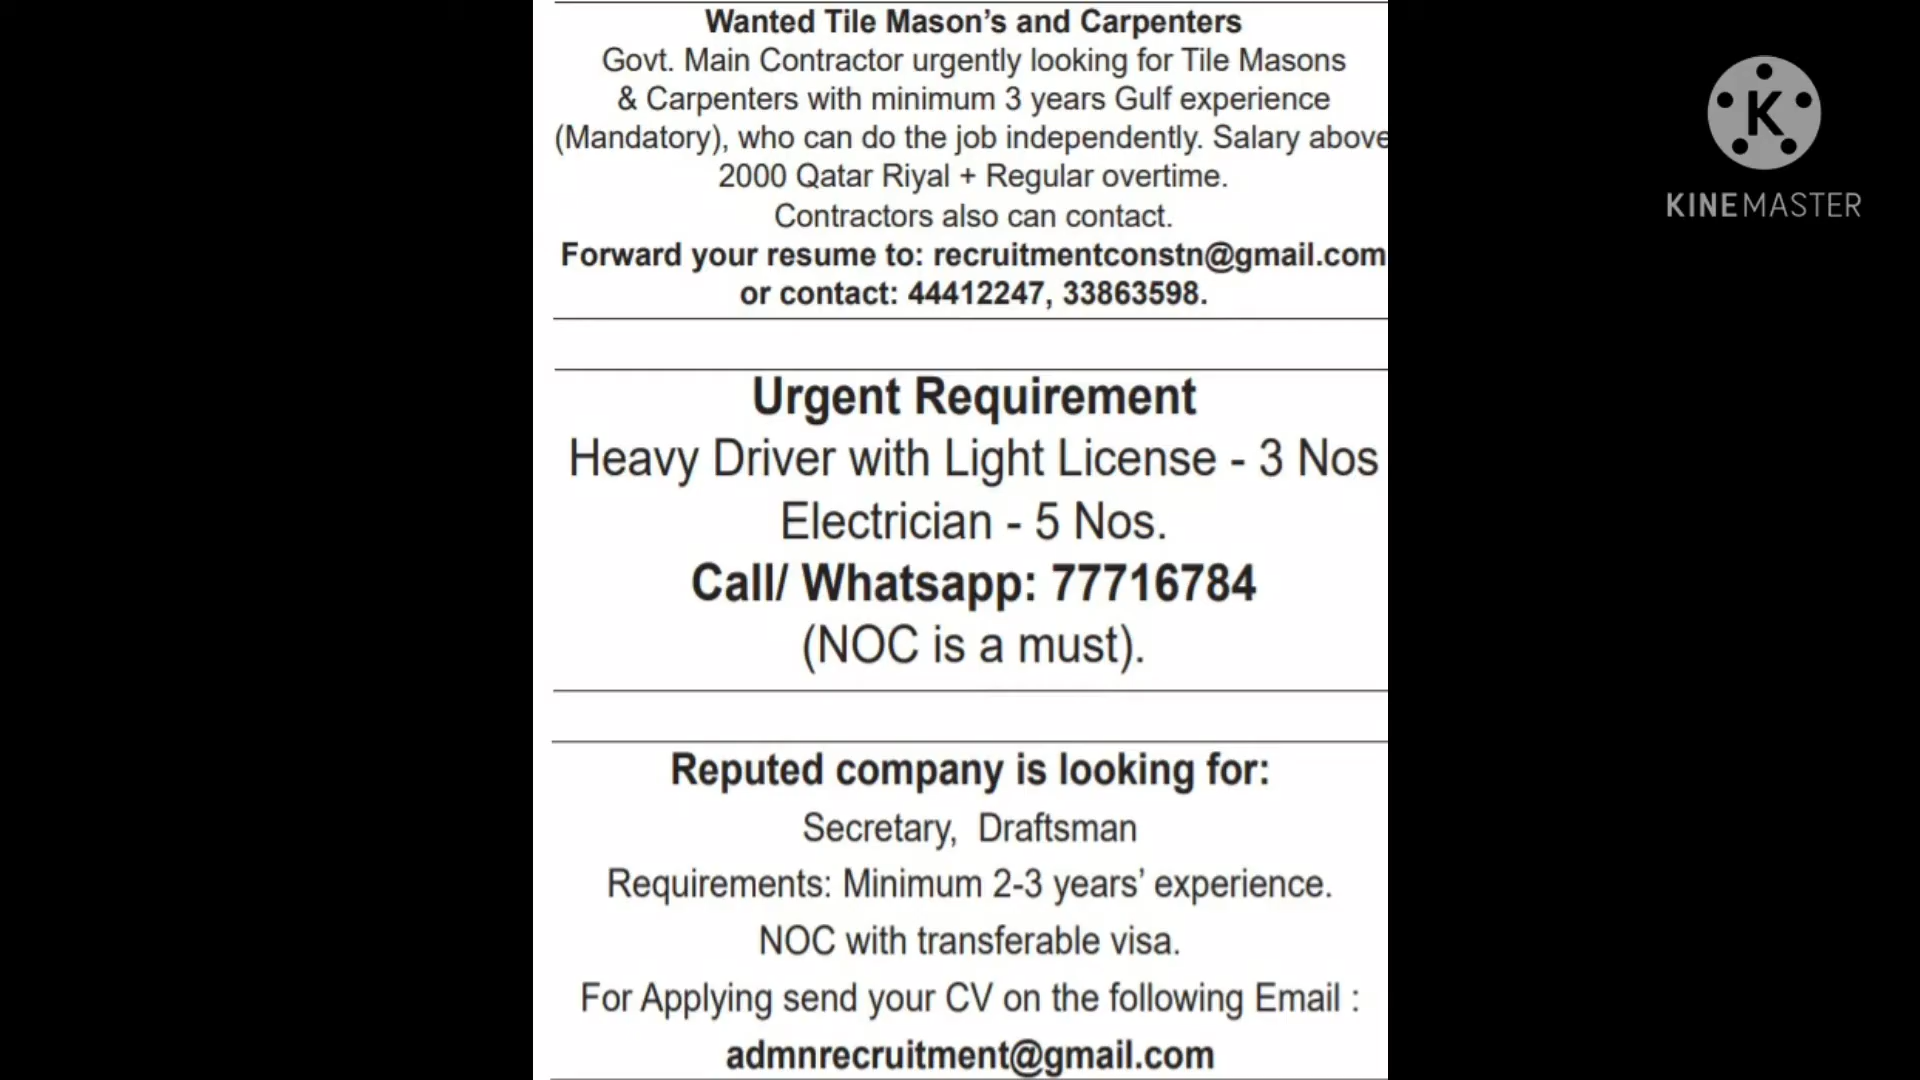 Wanted Tile Mason's and Carpenters
Govt. Main Contractor urgently looking for Tile Masons
& Carpenters with minimum 3 years Gulf experience
(Mandatory), who can do the job independently. Salary above
2000 Qatar Riyal + Regular overtime.
Contractors also can contact.
Forward your resume to: recruitmentconstn@gmail.com
or contact: 44412247, 33863598.
Urgent Requirement
Heavy Driver with Light License - 3 Nos
Electrician - 5 Nos.
Call/ Whatsapp: 77716784
(NOC is a must).
Reputed company is looking for:
Secretary, Draftsman
Requirements: Minimum 2-3 years' experience.
NOC with transferable visa.
For Applying send your CV on the following Email :
admnrecruitment@gmail.com
K
KINEMASTER